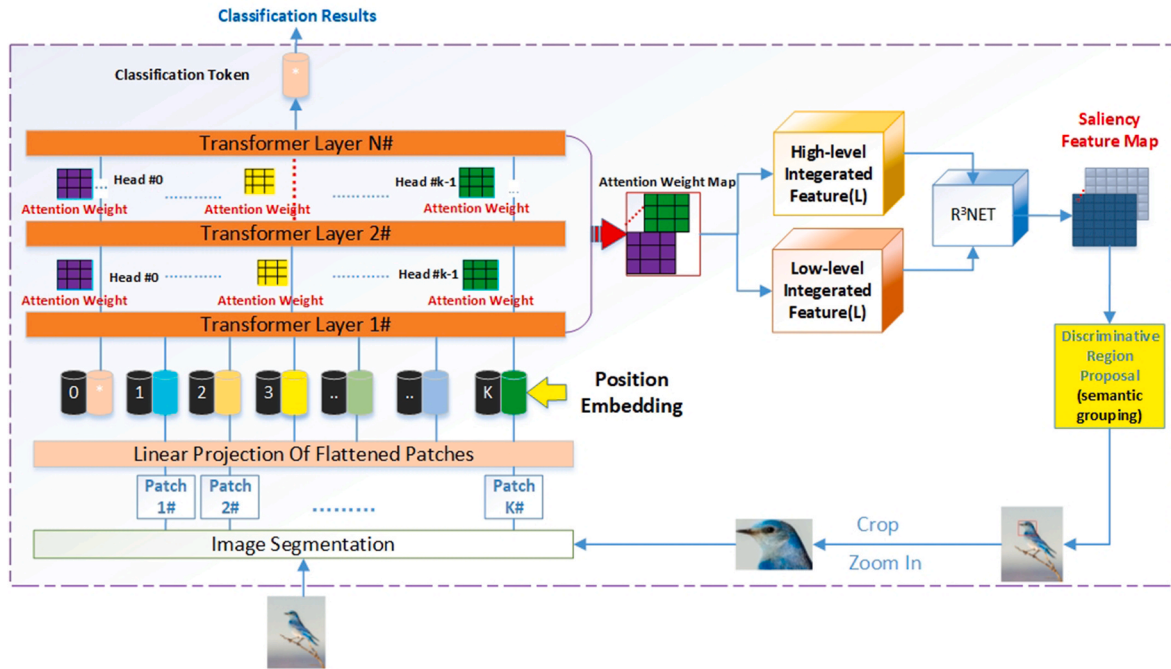 Classification Results
Classification Token
*
Transformer Layer N#
Head #0
Head #k-1
Attention Weight
Attention Weight
Attention Weight
Transformer Layer 2#
Head #0
Head #k-1
Attention Weight
Attention Weight
Attention Weight
Transformer Layer 1#
0 * 1 2 3 .. .. K
Position
Embedding
Linear Projection Of Flattened Patches
Patch
1#
Patch
2#
.........
Patch
K#
Image Segmentation
Attention Weight Map
High-level
Integerated
Feature(L)
Low-level
Integerated
Feature(L)
R³NET
Saliency
Feature Map
Discriminative
Region
Proposal
(semantic
grouping)
Crop
Zoom In